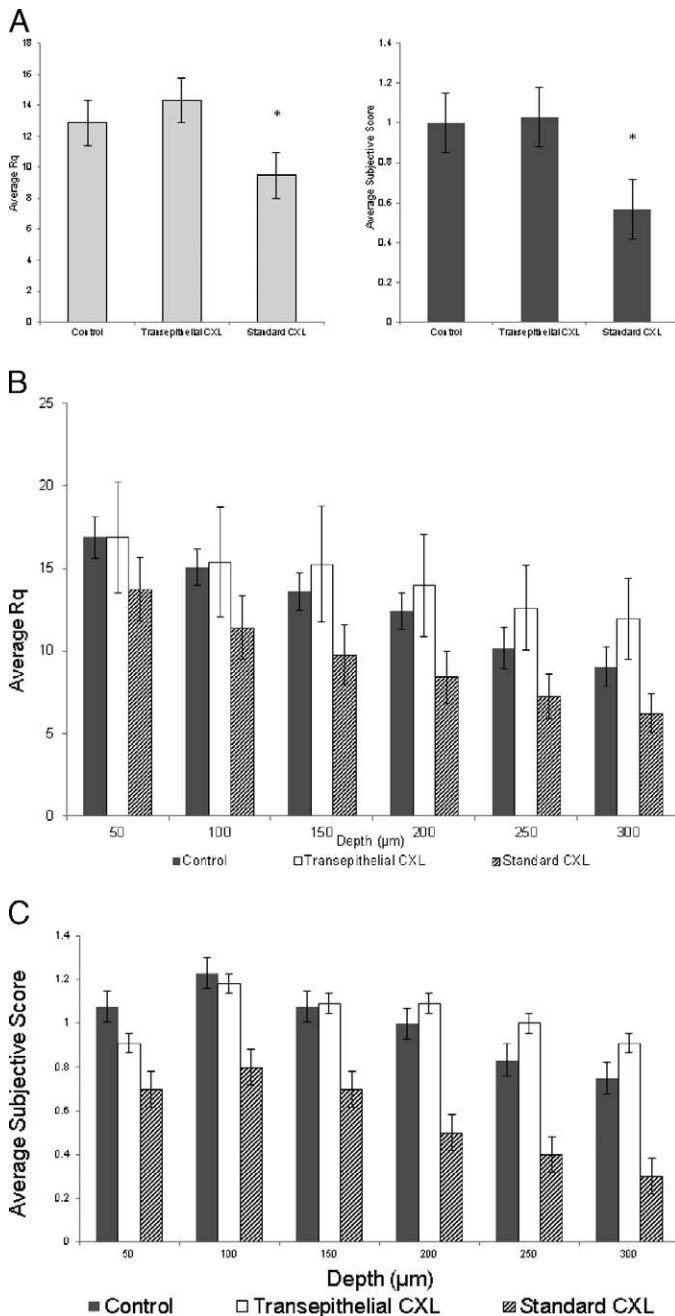 A
18
16
14
12
10
8
6
4
2
0
Average Rq
*
Control Transepithelial CXL Standard CXL
1.4
1.2
1
0.8
0.6
0.4
0.2
0
Average Subjective Score
*
Control Transepithelial CXL Standard CXL
B
25
20
15
10
5
0
Average Rq
50 100 150 200 250 300
Depth (µm)
Control Transepithelial CXL Standard CXL
C
1.4
1.2
1
0.8
0.6
0.4
0.2
0
Average Subjective Score
50 100 150 200 250 300
Depth (µm)
Control Transepithelial CXL Standard CXL